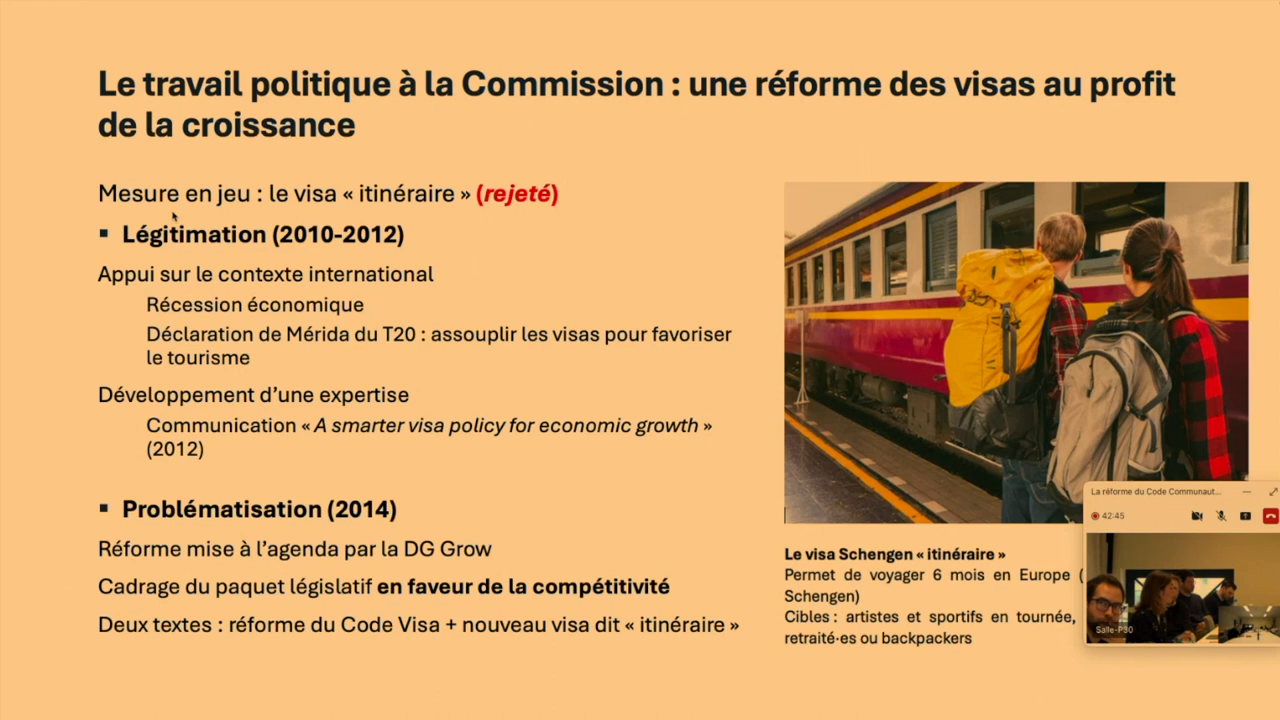 Le travail politique à la Commission : une réforme des visas au profit
de la croissance
Mesure en jeu : le visa « itinéraire » (rejeté)
▪ Légitimation (2010-2012)
Appui sur le contexte international
Récession économique
Déclaration de Mérida du T20 : assouplir les visas pour favoriser
le tourisme
Développement d’une expertise
Communication « A smarter visa policy for economic growth »
(2012)
▪ Problématisation (2014)
Réforme mise à l’agenda par la DG Grow
Cadrage du paquet législatif en faveur de la compétitivité
Deux textes : réforme du Code Visa + nouveau visa dit « itinéraire »
Le visa Schengen « itinéraire »
Permet de voyager 6 mois en Europe (
Schengen)
Cibles : artistes et sportifs en tournée,
retraité·es ou backpackers
La réforme du Code Communaut...
42:45
Salle-P30